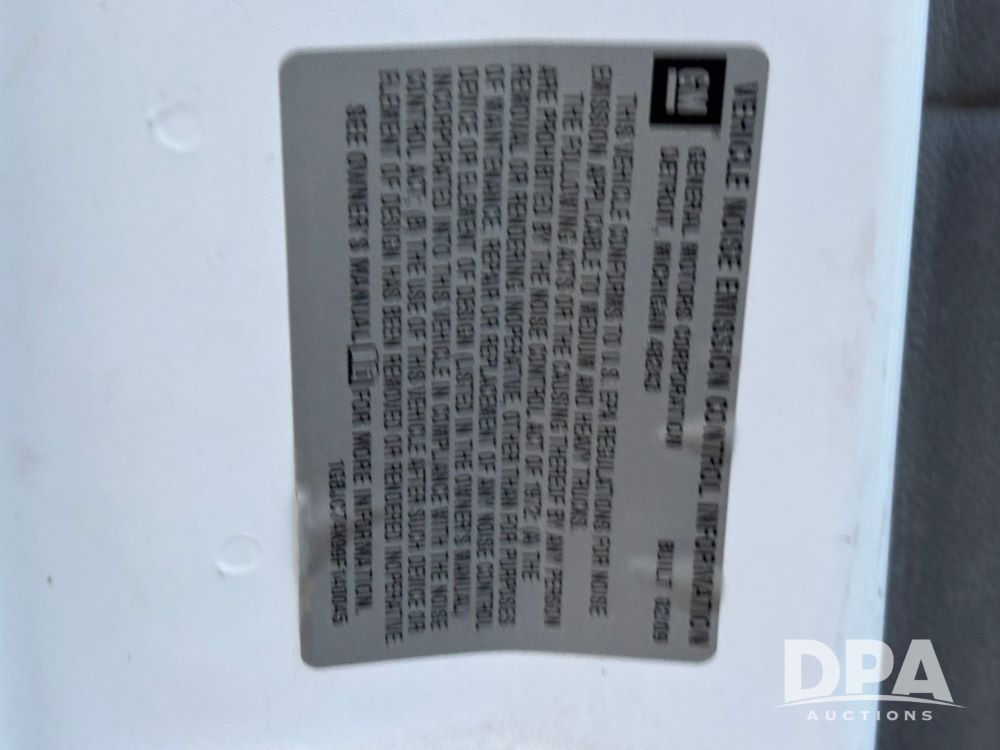 VEHICLE NOISE EMISSION CONTROL INFORMATION
GM
GENERAL MOTORS CORPORATION
BUILT 02/09
DETROIT, MICHIGAN 48243
THIS VEHICLE CONFORMS TO U.S. EPA REGULATIONS FOR NOISE
EMISSION APPLICABLE TO MEDIUM AND HEAVY TRUCKS.
THE FOLLOWING ACTS OR THE CAUSING THEREOF BY ANY PERSON
ARE PROHIBITED BY THE NOISE CONTROL ACT OF 1972: (A) THE
REMOVAL OR RENDERING INOPERATIVE, OTHER THAN FOR PURPOSES
OF MAINTENANCE, REPAIR OR REPLACEMENT OF ANY NOISE CONTROL
DEVICE OR ELEMENT OF DESIGN (LISTED IN THE OWNER'S MANUAL)
INCORPORATED INTO THIS VEHICLE IN COMPLIANCE WITH THE NOISE
CONTROL ACT; (B) THE USE OF THIS VEHICLE AFTER SUCH DEVICE OR
ELEMENT OF DESIGN HAS BEEN REMOVED OR RENDERED INOPERATIVE.
SEE OWNER'S MANUAL FOR MORE INFORMATION.
DPA
AUCTIONS